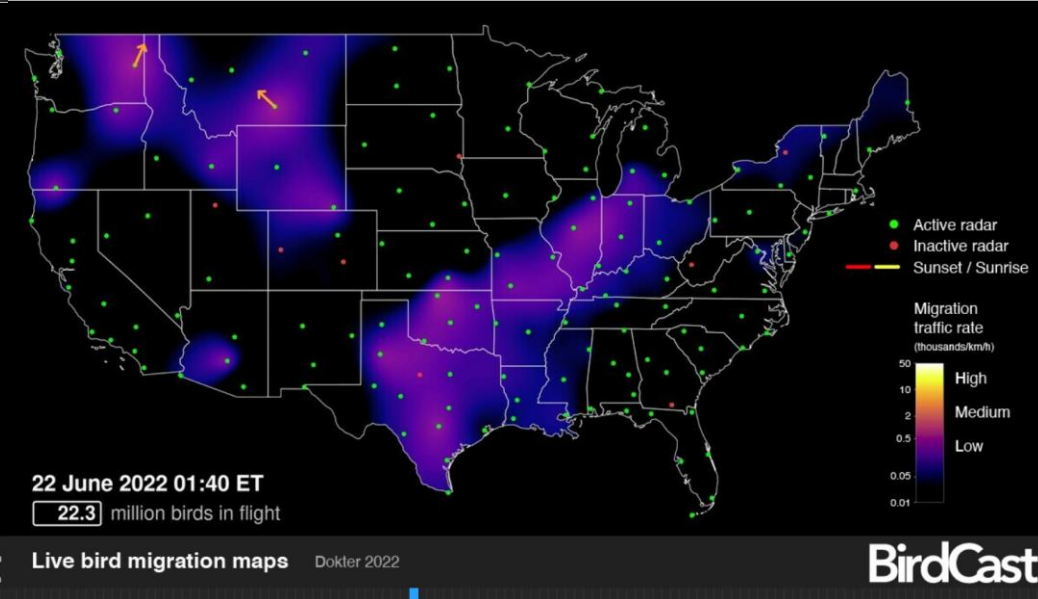 Active radar
Inactive radar
Sunset / Sunrise
Migration
traffic rate
(thousands/km/h)
50
High
10
Medium
2
0.5
Low
0.05
0.01
22 June 2022 01:40 ET
22.3 million birds in flight
Live bird migration maps Dokter 2022
BirdCast